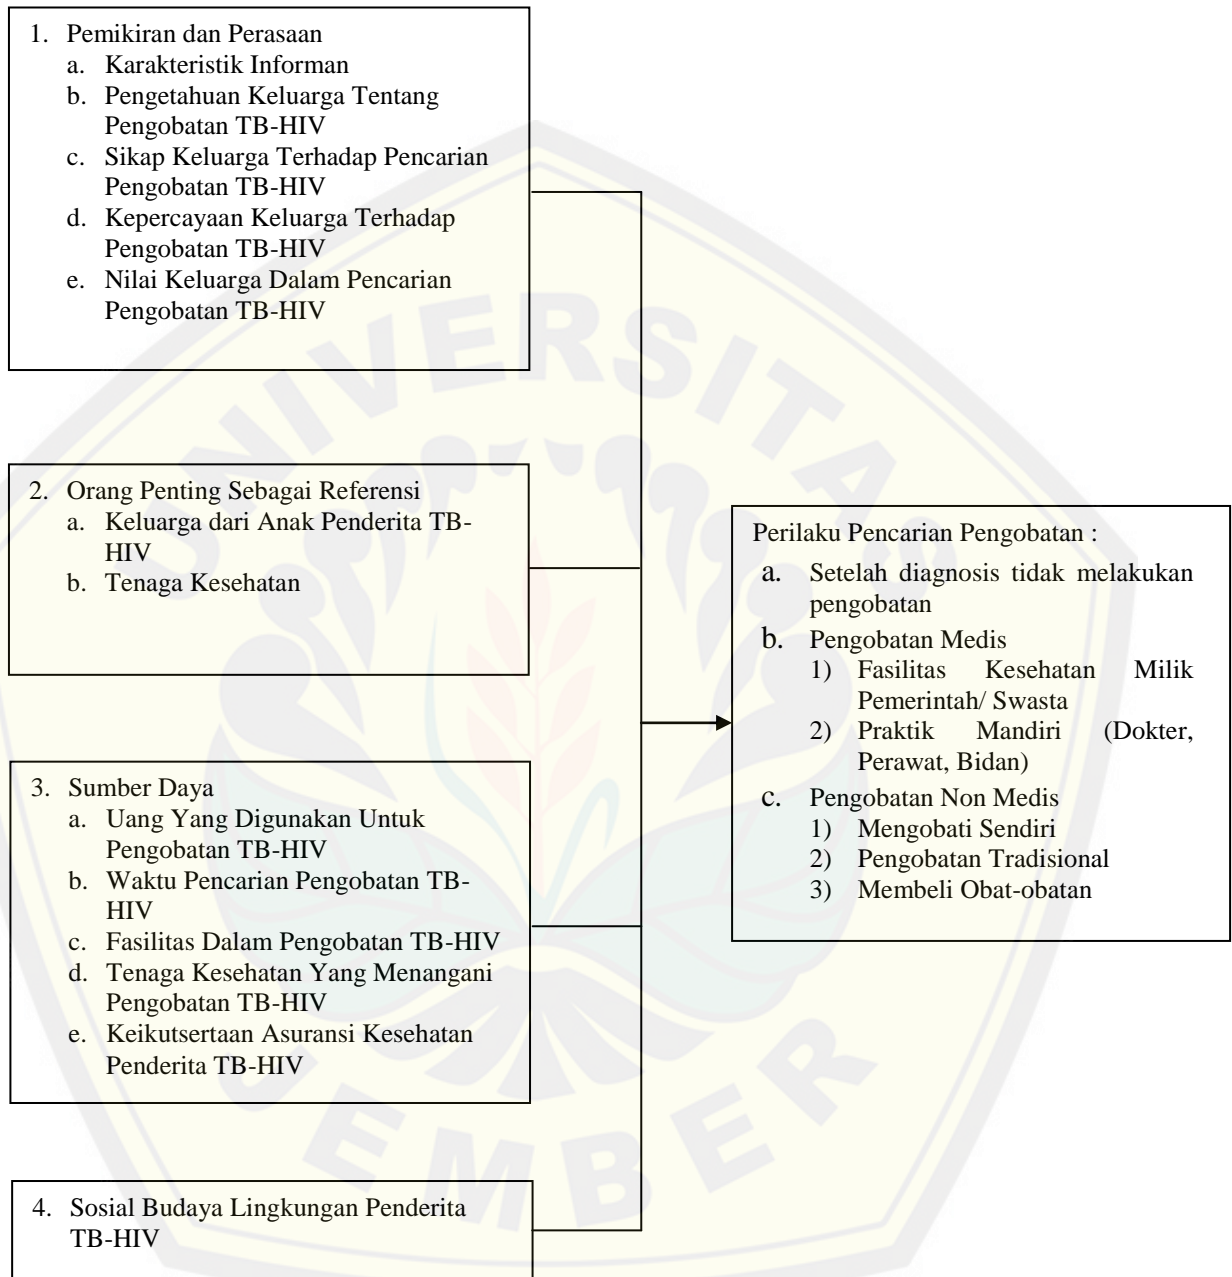 1. Pemikiran dan Perasaan
a. Karakteristik Informan
b. Pengetahuan Keluarga Tentang
Pengobatan TB-HIV
c. Sikap Keluarga Terhadap Pencarian
Pengobatan TB-HIV
d. Kepercayaan Keluarga Terhadap
Pengobatan TB-HIV
e. Nilai Keluarga Dalam Pencarian
Pengobatan TB-HIV
2. Orang Penting Sebagai Referensi
a. Keluarga dari Anak Penderita TB-
HIV
b. Tenaga Kesehatan
3. Sumber Daya
a. Uang Yang Digunakan Untuk
Pengobatan TB-HIV
b. Waktu Pencarian Pengobatan TB-
HIV
c. Fasilitas Dalam Pengobatan TB-HIV
d. Tenaga Kesehatan Yang Menangani
Pengobatan TB-HIV
e. Keikutsertaan Asuransi Kesehatan
Penderita TB-HIV
4. Sosial Budaya Lingkungan Penderita
TB-HIV
Perilaku Pencarian Pengobatan :
a. Setelah diagnosis tidak melakukan
pengobatan
b. Pengobatan Medis
1) Fasilitas Kesehatan Milik
Pemerintah/ Swasta
2) Praktik Mandiri (Dokter,
Perawat, Bidan)
c. Pengobatan Non Medis
1) Mengobati Sendiri
2) Pengobatan Tradisional
3) Membeli Obat-obatan
UNIVERSITAS
JEMBER